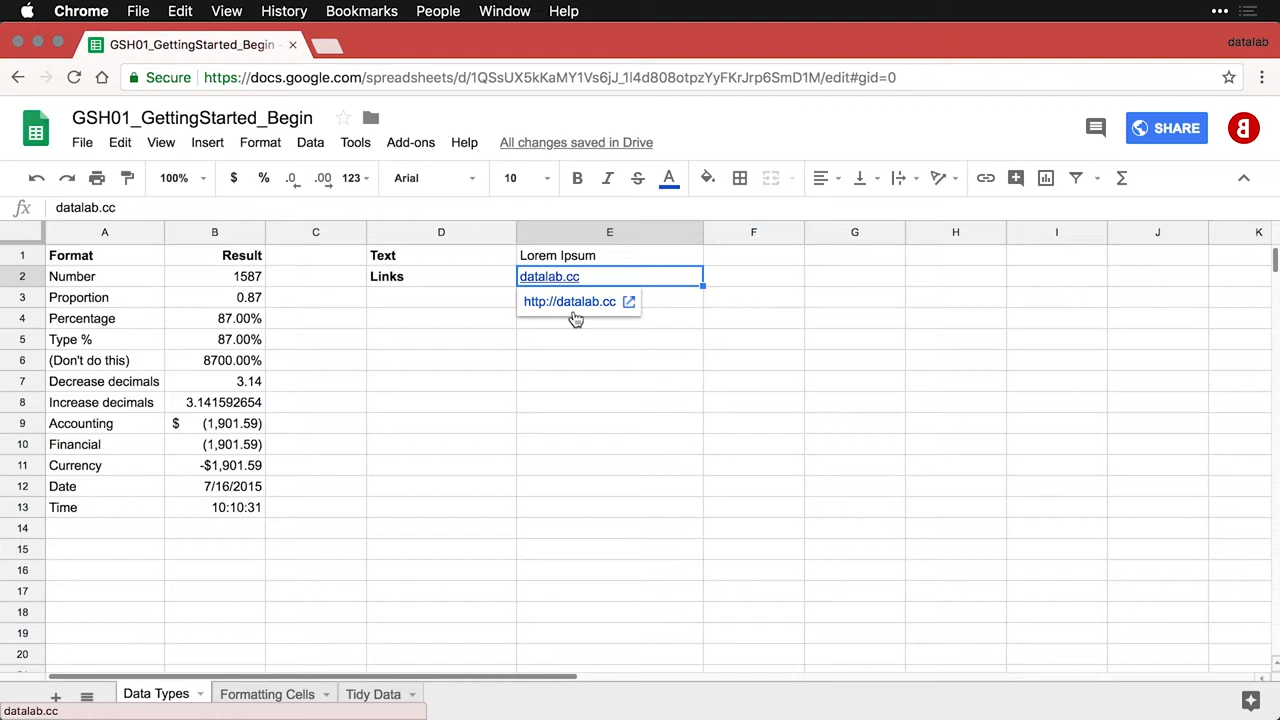 Chrome File Edit View History Bookmarks People Window Help
GSH01_GettingStarted_Begin -
datalab
Secure https://docs.google.com/spreadsheets/d/1QSsUX5kKaMY1Vs6jJ_1l4d808otpzYyFKrJrp6SmD1M/edit#gid=0
GSH01_GettingStarted_Begin
SHARE
File Edit View Insert Format Data Tools Add-ons Help All changes saved in Drive
100% $ % .0 .00 123 Arial 10 B I S A Σ
fx datalab.cc
A B C D E F G H I J K
1 Format Result Text Lorem Ipsum
2 Number 1587 Links datalab.cc
3 Proportion 0.87 http://datalab.cc
4 Percentage 87.00%
5 Type % 87.00%
6 (Don't do this) 8700.00%
7 Decrease decimals 3.14
8 Increase decimals 3.141592654
9 Accounting $ (1,901.59)
10 Financial (1,901.59)
11 Currency -$1,901.59
12 Date 7/16/2015
13 Time 10:10:31
14
15
16
17
18
19
20
Data Types Formatting Cells Tidy Data
datalab.cc